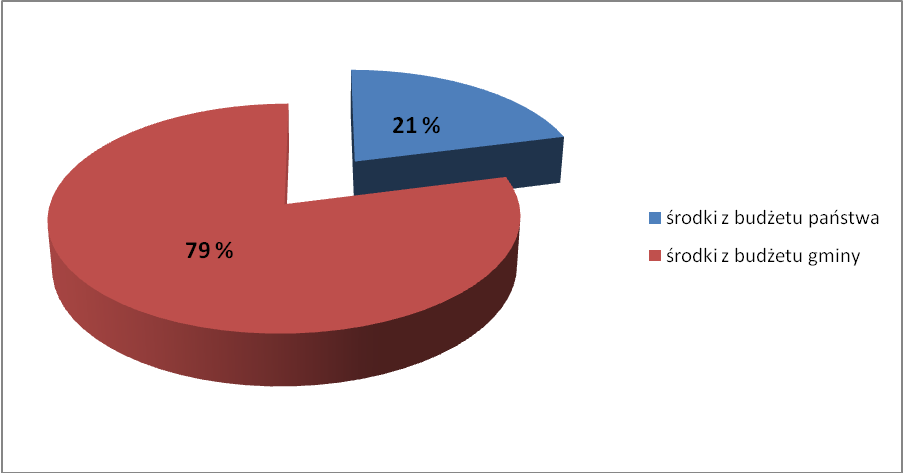 21 %
79 %
środki z budżetu państwa
środki z budżetu gminy